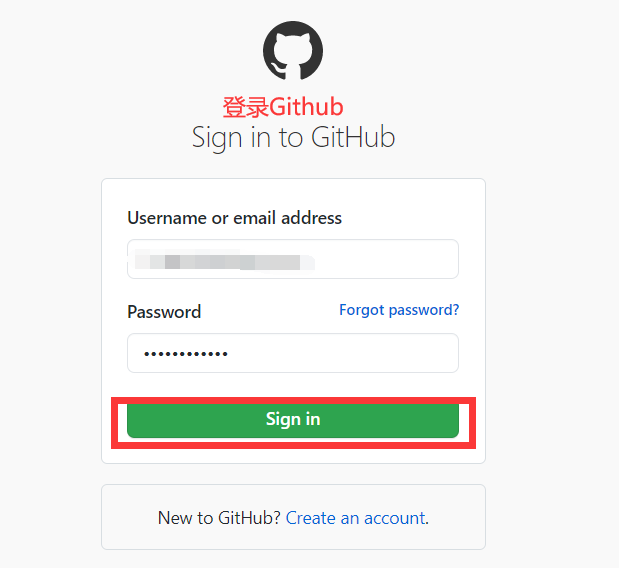 登录Github
Sign in to GitHub
Username or email address
Password
Forgot password?
••••••••••••
Sign in
New to GitHub? Create an account.